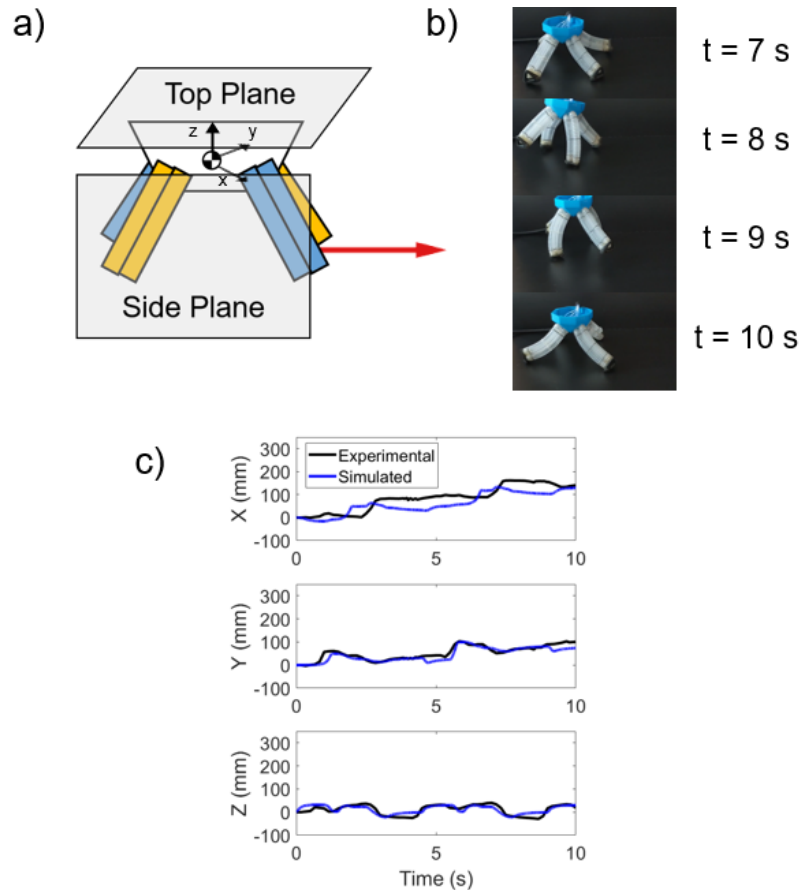 a)
Top Plane
z
y
x
Side Plane
b)
t = 7 s
t = 8 s
t = 9 s
t = 10 s
c)
Experimental
Simulated
X (mm)
300
200
100
0
-100
0
5
10
Y (mm)
300
200
100
0
-100
0
5
10
Z (mm)
300
200
100
0
-100
0
5
10
Time (s)